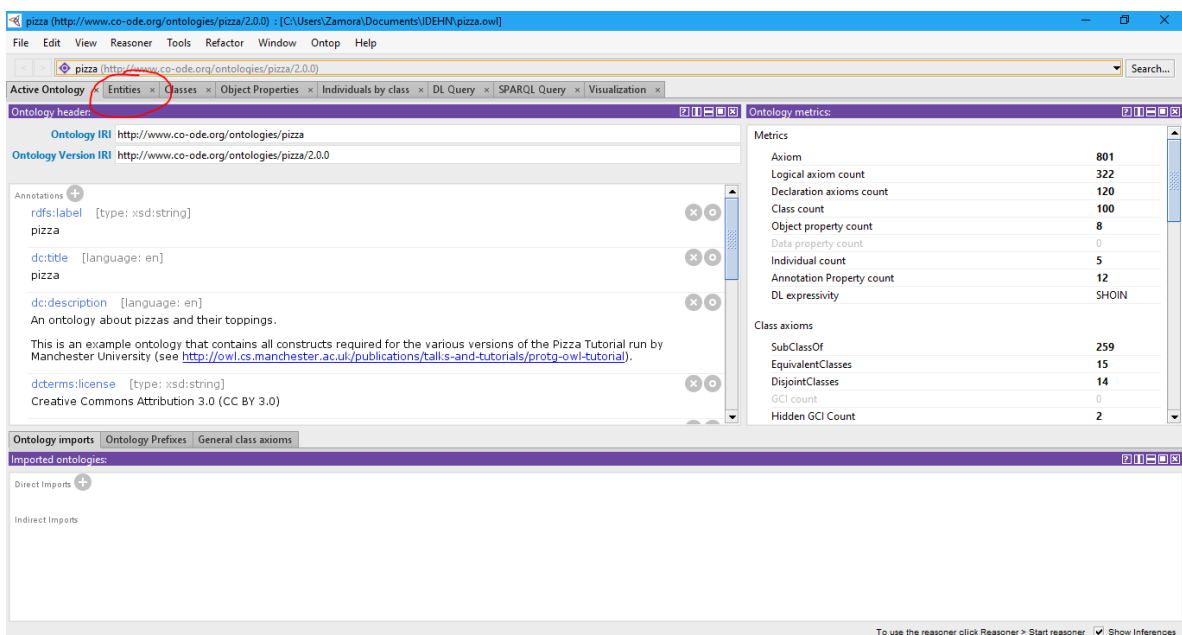 pizza (http://www.co-ode.org/ontologies/pizza/2.0.0) : [C:\Users\Zamora\Documents\IDEHN\pizza.owl]
File Edit View Reasoner Tools Refactor Window Ontop Help
pizza (http://www.co-ode.org/ontologies/pizza/2.0.0) Search...
Active Ontology × Entities × Classes × Object Properties × Individuals by class × DL Query × SPARQL Query × Visualization ×
Ontology header:
Ontology IRI http://www.co-ode.org/ontologies/pizza
Ontology Version IRI http://www.co-ode.org/ontologies/pizza/2.0.0
Annotations
rdfs:label [type: xsd:string]
pizza
dc:title [language: en]
pizza
dc:description [language: en]
An ontology about pizzas and their toppings.
This is an example ontology that contains all constructs required for the various versions of the Pizza Tutorial run by
Manchester University (see http://owl.cs.manchester.ac.uk/publications/talks-and-tutorials/protg-owl-tutorial).
dcterms:license [type: xsd:string]
Creative Commons Attribution 3.0 (CC BY 3.0)
Ontology metrics:
Metrics
Axiom 801
Logical axiom count 322
Declaration axioms count 120
Class count 100
Object property count 8
Data property count 0
Individual count 5
Annotation Property count 12
DL expressivity SHOIN
Class axioms
SubClassOf 259
EquivalentClasses 15
DisjointClasses 14
GCI count 0
Hidden GCI Count 2
Ontology imports Ontology Prefixes General class axioms
Imported ontologies:
Direct Imports
Indirect Imports
To use the reasoner click Reasoner > Start reasoner Show Inferences